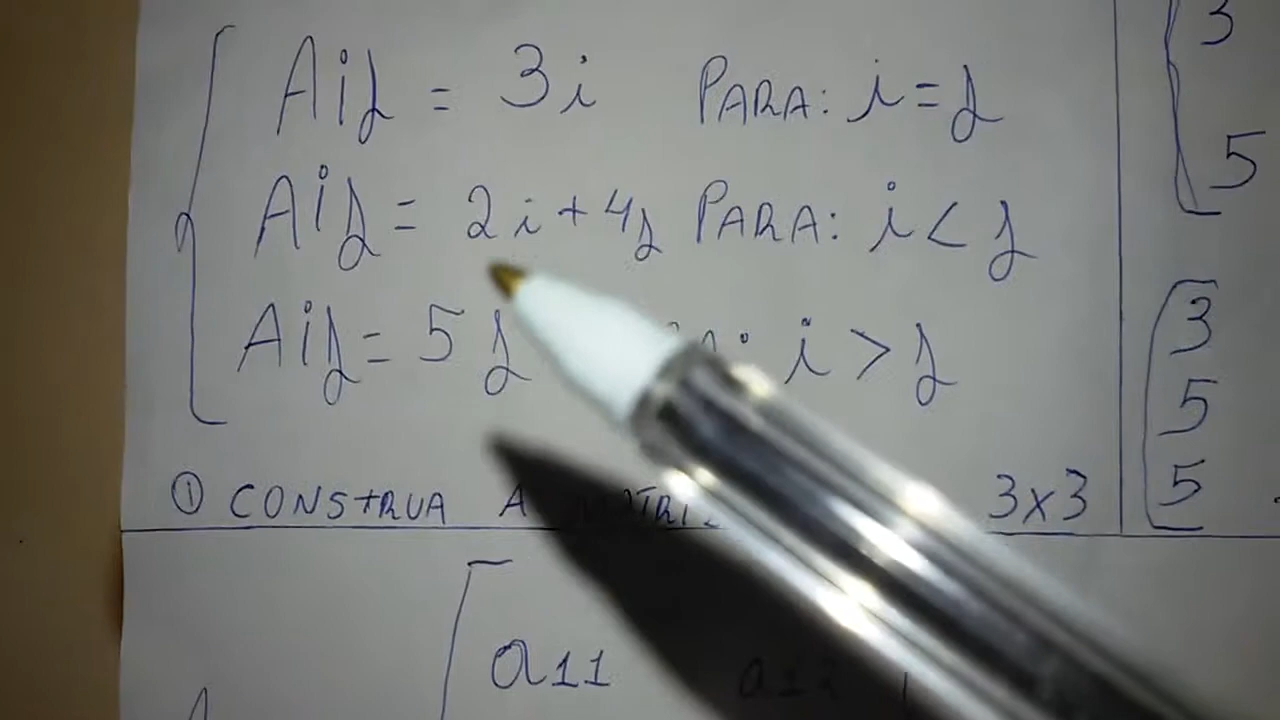 Aij = 3i PARA: i = j
Aij = 2i + 4j PARA: i < j
Aij = 5j i > j
① CONSTRUA A 3x3
a11
3
5
3
5
5